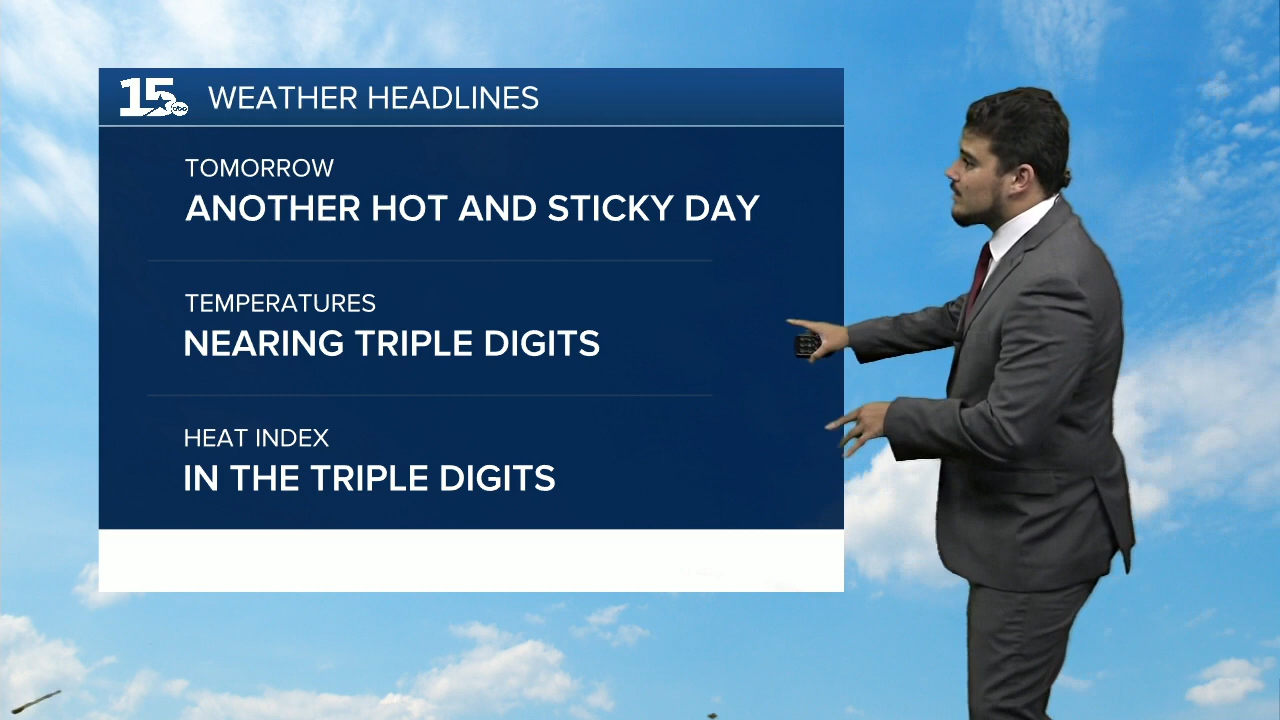 15 abc WEATHER HEADLINES
TOMORROW
ANOTHER HOT AND STICKY DAY
TEMPERATURES
NEARING TRIPLE DIGITS
HEAT INDEX
IN THE TRIPLE DIGITS